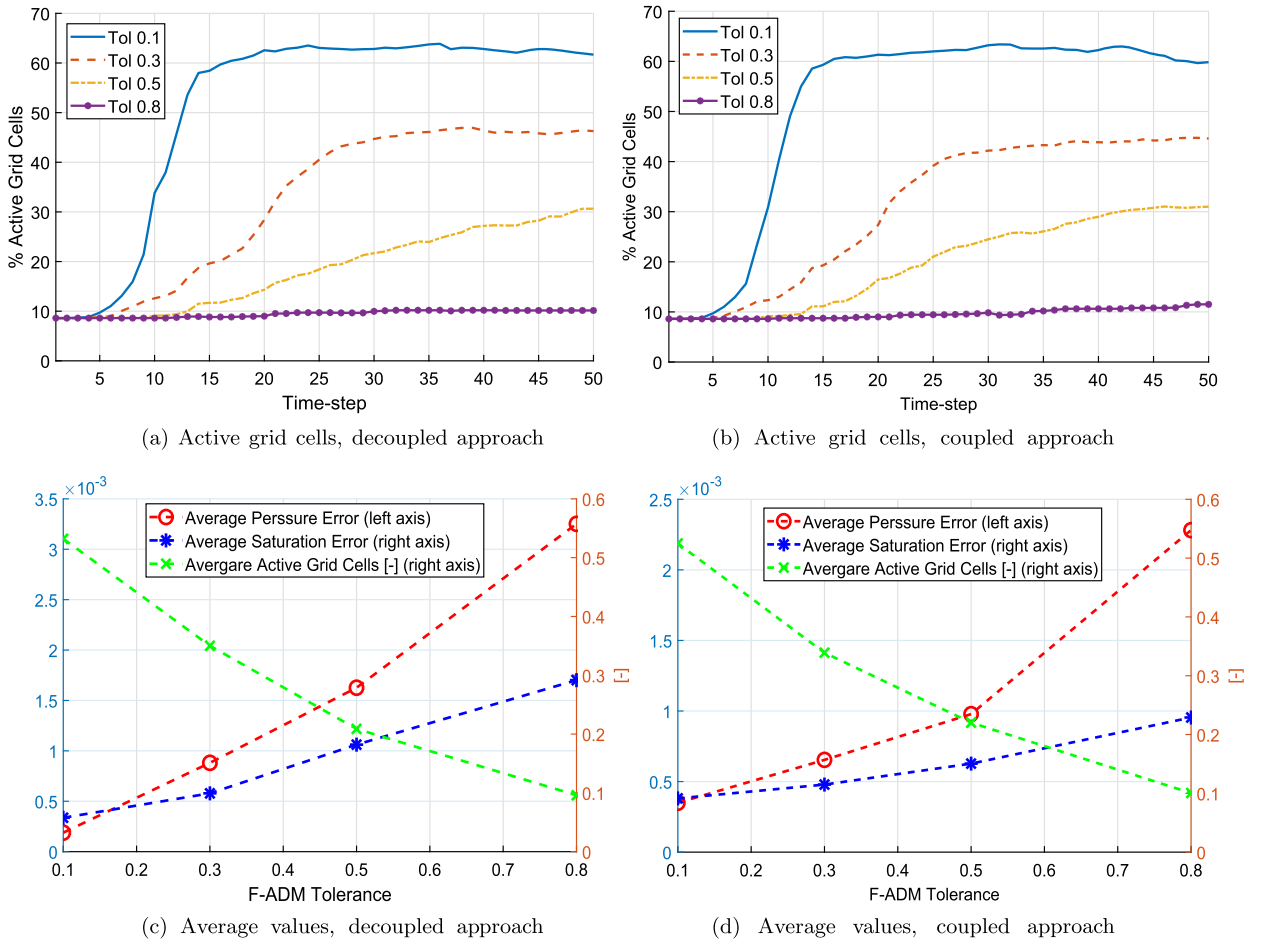 70
60
50
40
30
20
10
0
% Active Grid Cells
Tol 0.1
Tol 0.3
Tol 0.5
Tol 0.8
5 10 15 20 25 30 35 40 45 50
Time-step
(a) Active grid cells, decoupled approach
70
60
50
40
30
20
10
0
% Active Grid Cells
Tol 0.1
Tol 0.3
Tol 0.5
Tol 0.8
5 10 15 20 25 30 35 40 45 50
Time-step
(b) Active grid cells, coupled approach
×10⁻³
3.5
3
2.5
2
1.5
1
0.5
0
Average Perssure Error (left axis)
Average Saturation Error (right axis)
Avergare Active Grid Cells [-] (right axis)
0.6
0.5
0.4
0.3
0.2
0.1
0
[-]
0.1 0.2 0.3 0.4 0.5 0.6 0.7 0.8
F-ADM Tolerance
(c) Average values, decoupled approach
×10⁻³
2.5
2
1.5
1
0.5
0
Average Perssure Error (left axis)
Average Saturation Error (right axis)
Avergare Active Grid Cells [-] (right axis)
0.6
0.5
0.4
0.3
0.2
0.1
0
[-]
0.1 0.2 0.3 0.4 0.5 0.6 0.7 0.8
F-ADM Tolerance
(d) Average values, coupled approach